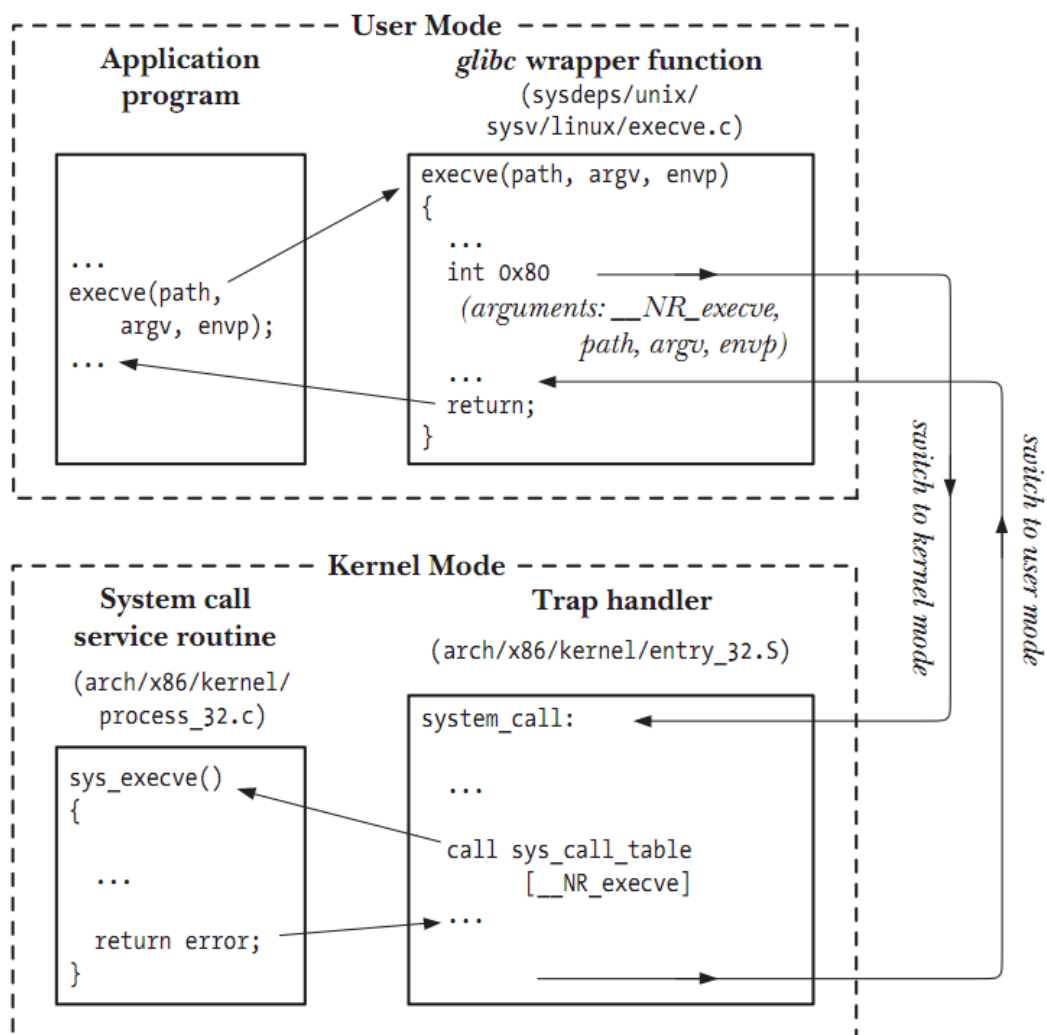 User Mode
Application
program
glibc wrapper function
(sysdeps/unix/
sysv/linux/execve.c)
...
execve(path,
argv, envp);
...
execve(path, argv, envp)
{
...
int 0x80
(arguments: __NR_execve,
path, argv, envp)
...
return;
}
switch to kernel mode
switch to user mode
Kernel Mode
System call
service routine
(arch/x86/kernel/
process_32.c)
Trap handler
(arch/x86/kernel/entry_32.S)
sys_execve()
{
...
return error;
}
system_call:
...
call sys_call_table
[__NR_execve]
...